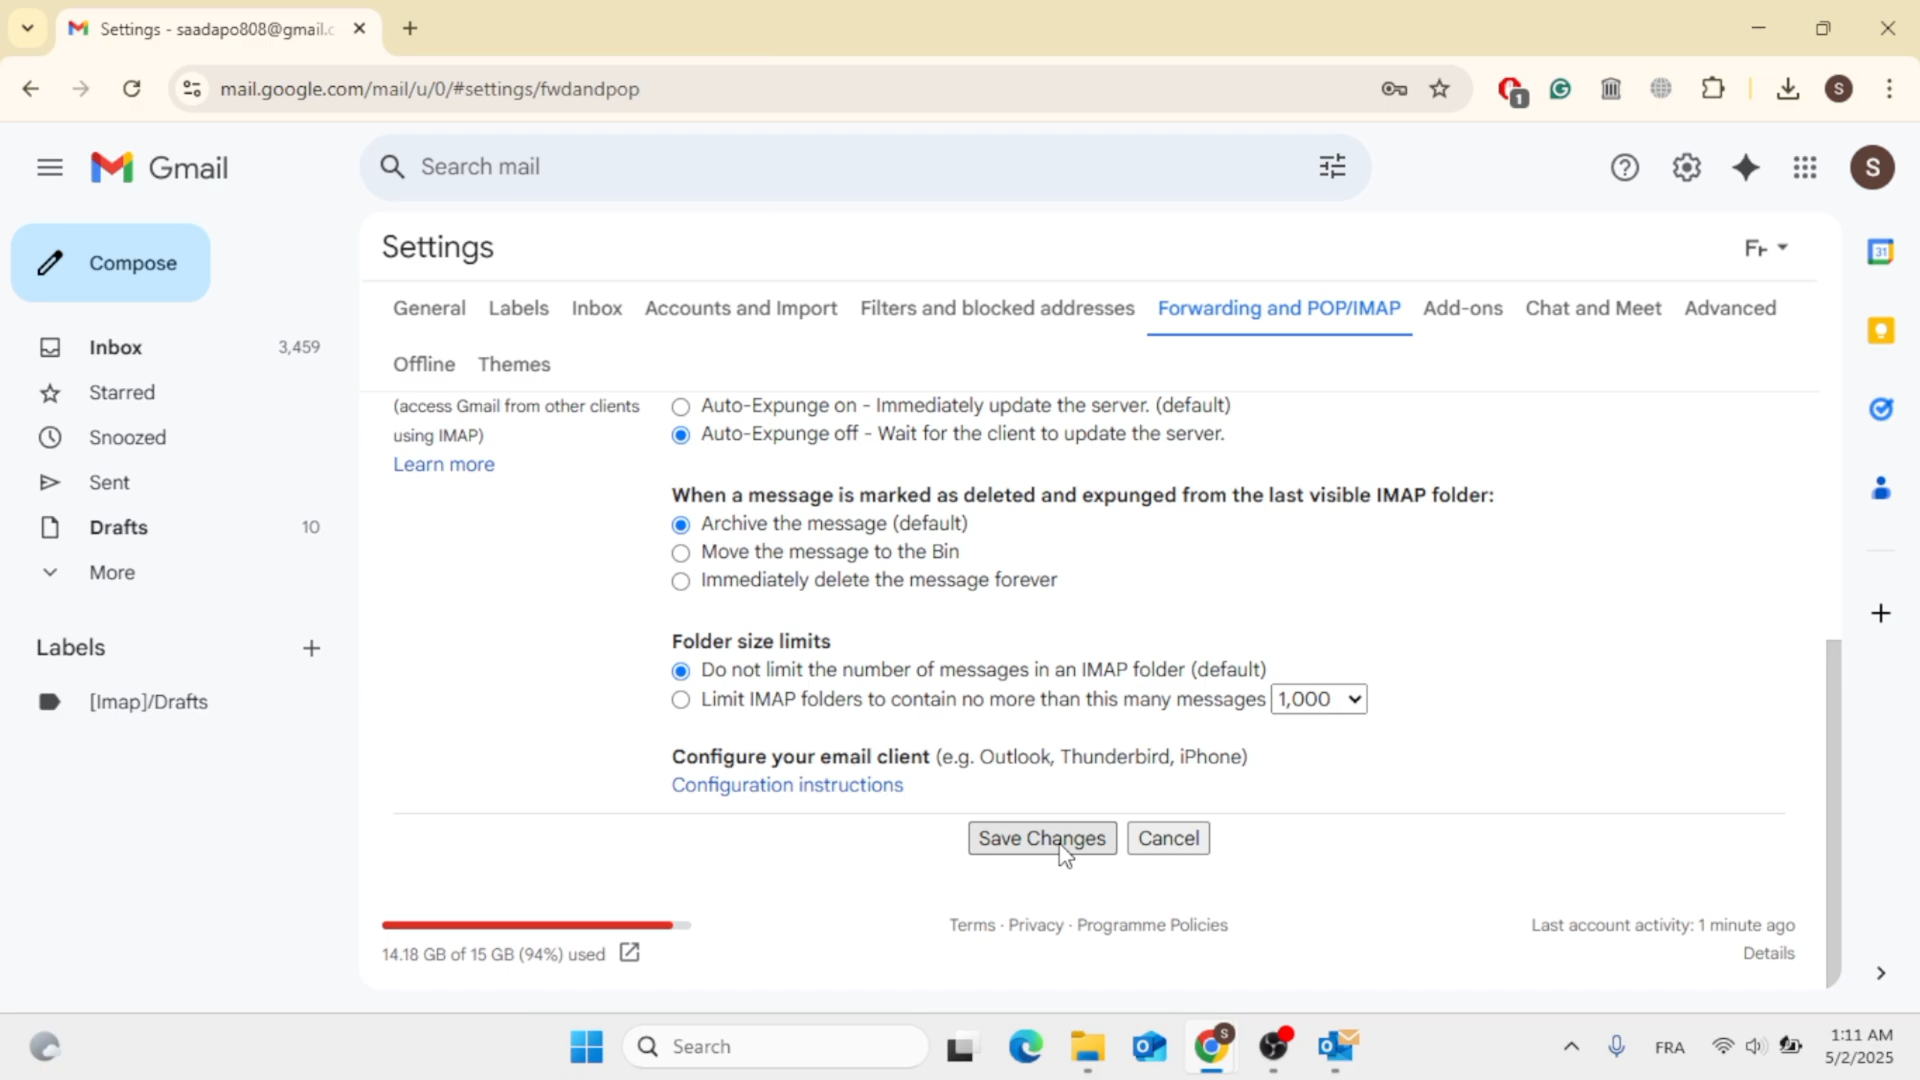 Settings - saadapo808@gmail.c
mail.google.com/mail/u/0/#settings/fwdandpop
1
S
Gmail
Search mail
S
Compose
Inbox 3,459
Starred
Snoozed
Sent
Drafts 10
More
Labels
[Imap]/Drafts
Settings
Fr
General Labels Inbox Accounts and Import Filters and blocked addresses Forwarding and POP/IMAP Add-ons Chat and Meet Advanced
Offline Themes
(access Gmail from other clients
using IMAP)
Learn more
Auto-Expunge on - Immediately update the server. (default)
Auto-Expunge off - Wait for the client to update the server.
When a message is marked as deleted and expunged from the last visible IMAP folder:
Archive the message (default)
Move the message to the Bin
Immediately delete the message forever
Folder size limits
Do not limit the number of messages in an IMAP folder (default)
Limit IMAP folders to contain no more than this many messages 1,000
Configure your email client (e.g. Outlook, Thunderbird, iPhone)
Configuration instructions
Save Changes Cancel
14.18 GB of 15 GB (94%) used
Terms · Privacy · Programme Policies
Last account activity: 1 minute ago
Details
31
Search
S
FRA
1:11 AM
5/2/2025